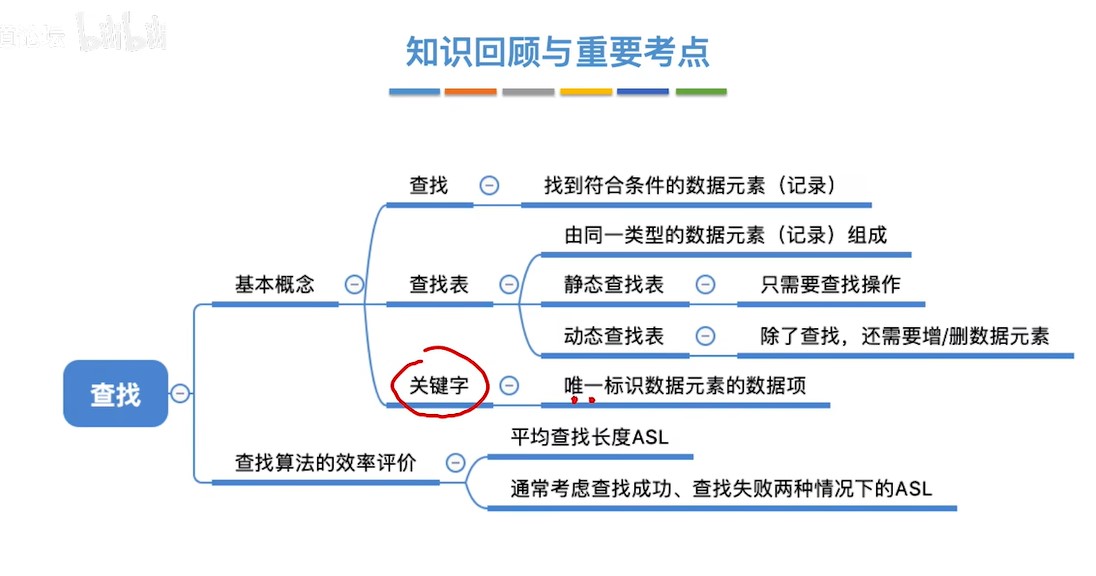 bilibili
知识回顾与重要考点
查找
找到符合条件的数据元素（记录）
由同一类型的数据元素（记录）组成
基本概念
查找表
静态查找表
只需要查找操作
动态查找表
除了查找，还需要增/删数据元素
关键字
唯一标识数据元素的数据项
查找
平均查找长度ASL
查找算法的效率评价
通常考虑查找成功、查找失败两种情况下的ASL